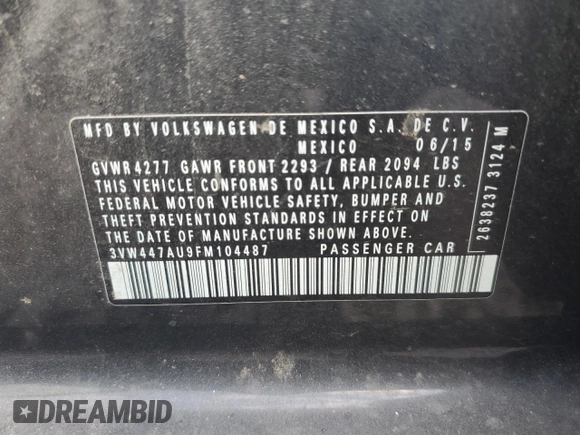 MFD BY VOLKSWAGEN DE MEXICO S.A. DE C.V.
MEXICO 06/15
GVWR 4277 GAWR FRONT 2293 / REAR 2094 LBS
THIS VEHICLE CONFORMS TO ALL APPLICABLE U.S.
FEDERAL MOTOR VEHICLE SAFETY, BUMPER AND
THEFT PREVENTION STANDARDS IN EFFECT ON
THE DATE OF MANUFACTURE SHOWN ABOVE.
3VW447AU9FM104487 PASSENGER CAR
2638237 3124 M
DREAMBID